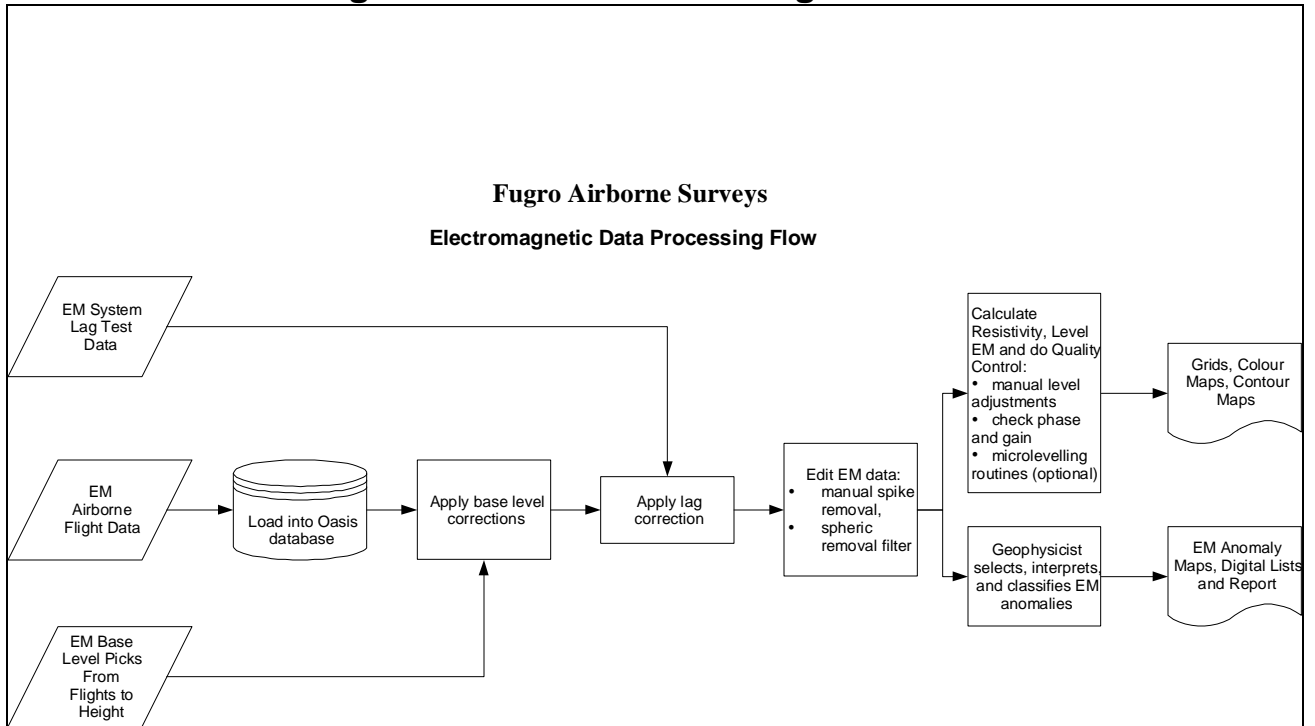 Fugro Airborne Surveys
Electromagnetic Data Processing Flow
EM System
Lag Test
Data
EM
Airborne
Flight Data
Load into Oasis
database
Apply base level
corrections
Apply lag
correction
Edit EM data:
• manual spike
removal,
• spheric
removal filter
Calculate
Resistivity, Level
EM and do Quality
Control:
• manual level
adjustments
• check phase
and gain
• microlevelling
routines (optional)
Grids, Colour
Maps, Contour
Maps
Geophysicist
selects, interprets,
and classifies EM
anomalies
EM Anomaly
Maps, Digital Lists
and Report
EM Base
Level Picks
From
Flights to
Height